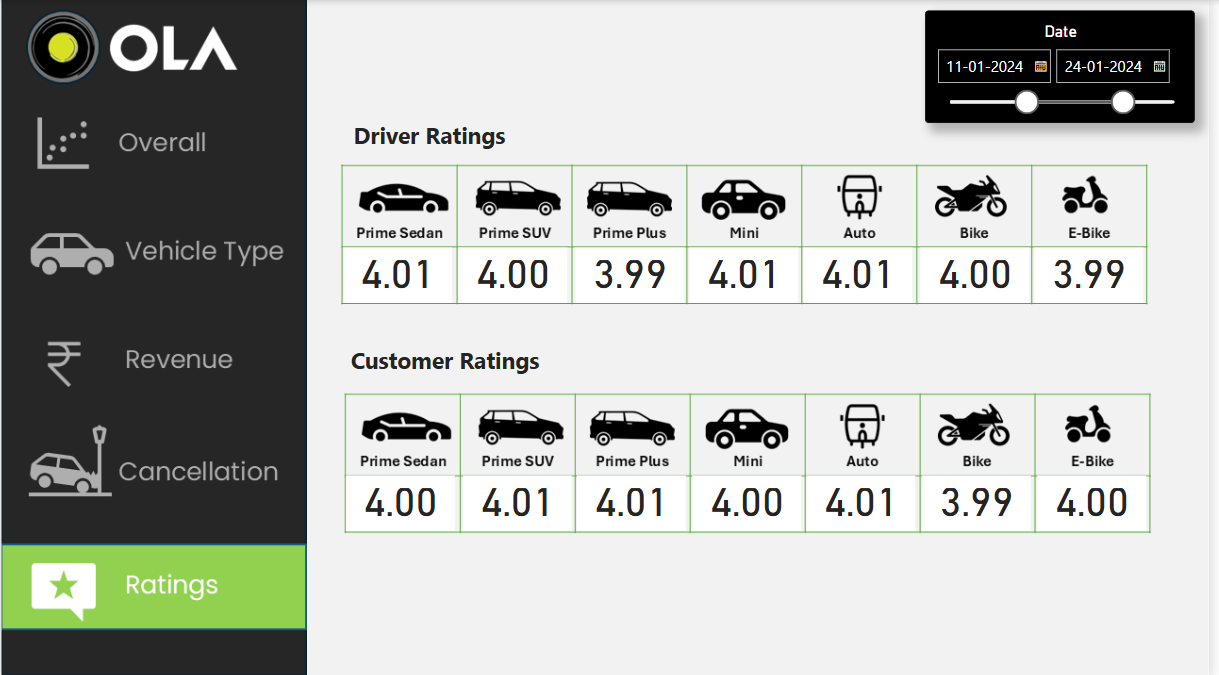 OLA
Overall
Vehicle Type
Revenue
Cancellation
Ratings
Date
11-01-2024 24-01-2024
Driver Ratings
Prime Sedan Prime SUV Prime Plus Mini Auto Bike E-Bike
4.01 4.00 3.99 4.01 4.01 4.00 3.99
Customer Ratings
Prime Sedan Prime SUV Prime Plus Mini Auto Bike E-Bike
4.00 4.01 4.01 4.00 4.01 3.99 4.00